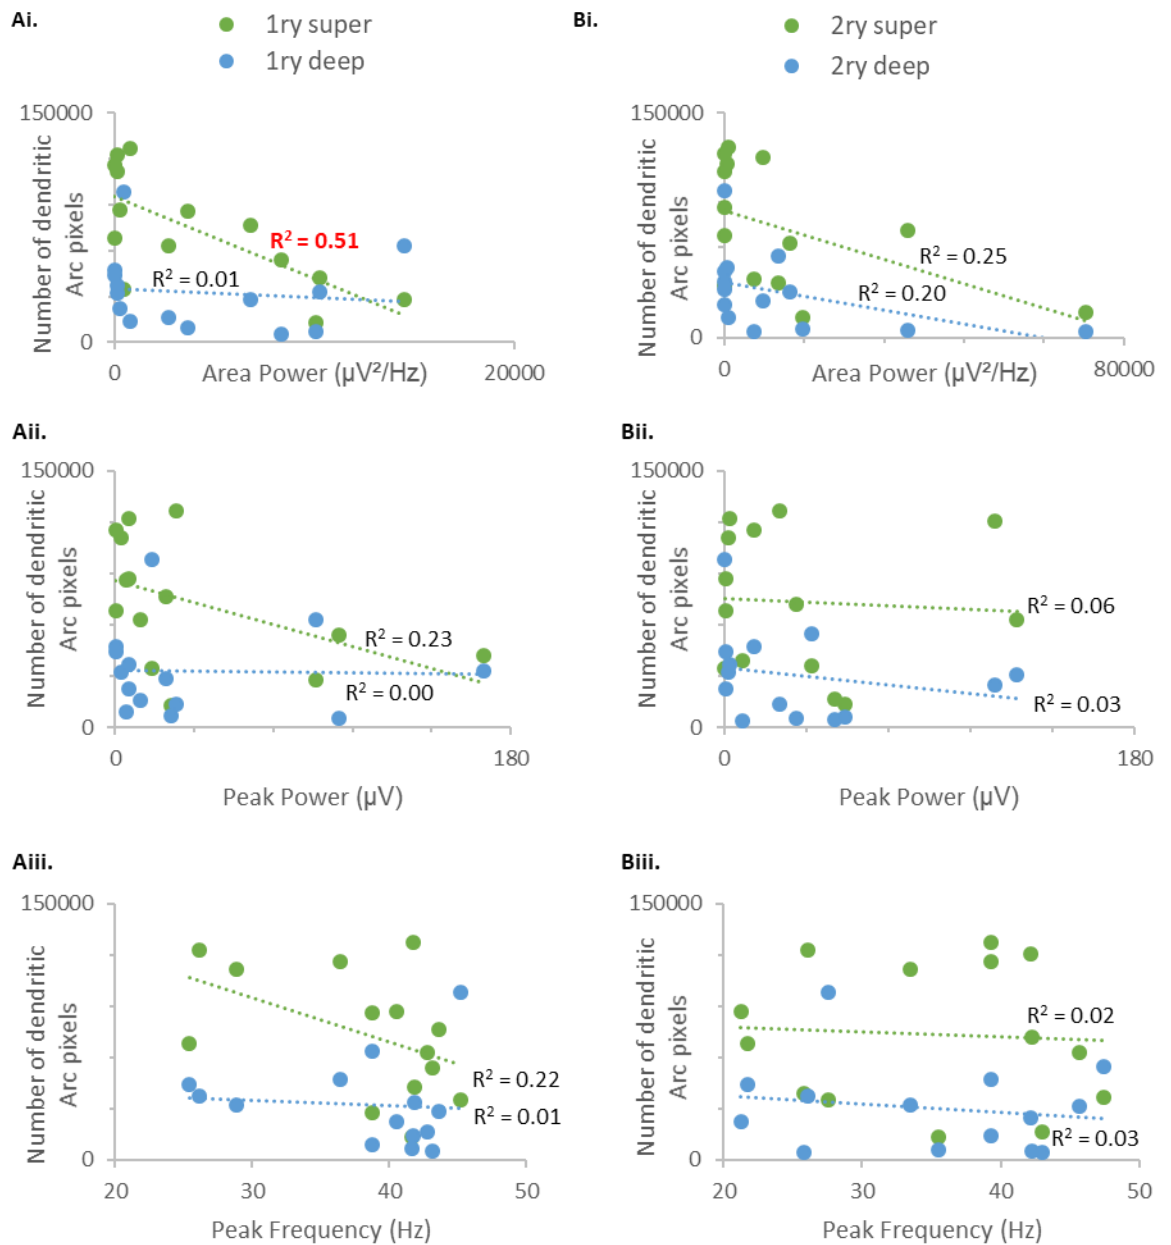 Ai.
1ry super
1ry deep
150000
Number of dendritic
Arc pixels
R² = 0.51
R² = 0.01
0
0
Area Power (µV²/Hz)
20000
Bi.
2ry super
2ry deep
150000
Number of dendritic
Arc pixels
R² = 0.25
R² = 0.20
0
0
Area Power (µV²/Hz)
80000
Aii.
150000
Number of dendritic
Arc pixels
R² = 0.23
R² = 0.00
0
0
180
Peak Power (µV)
Bii.
150000
Number of dendritic
Arc pixels
R² = 0.06
R² = 0.03
0
0
180
Peak Power (µV)
Aiii.
150000
Number of dendritic
Arc pixels
R² = 0.22
R² = 0.01
0
20
30
40
50
Peak Frequency (Hz)
Biii.
150000
Number of dendritic
Arc pixels
R² = 0.02
R² = 0.03
0
20
30
40
50
Peak Frequency (Hz)